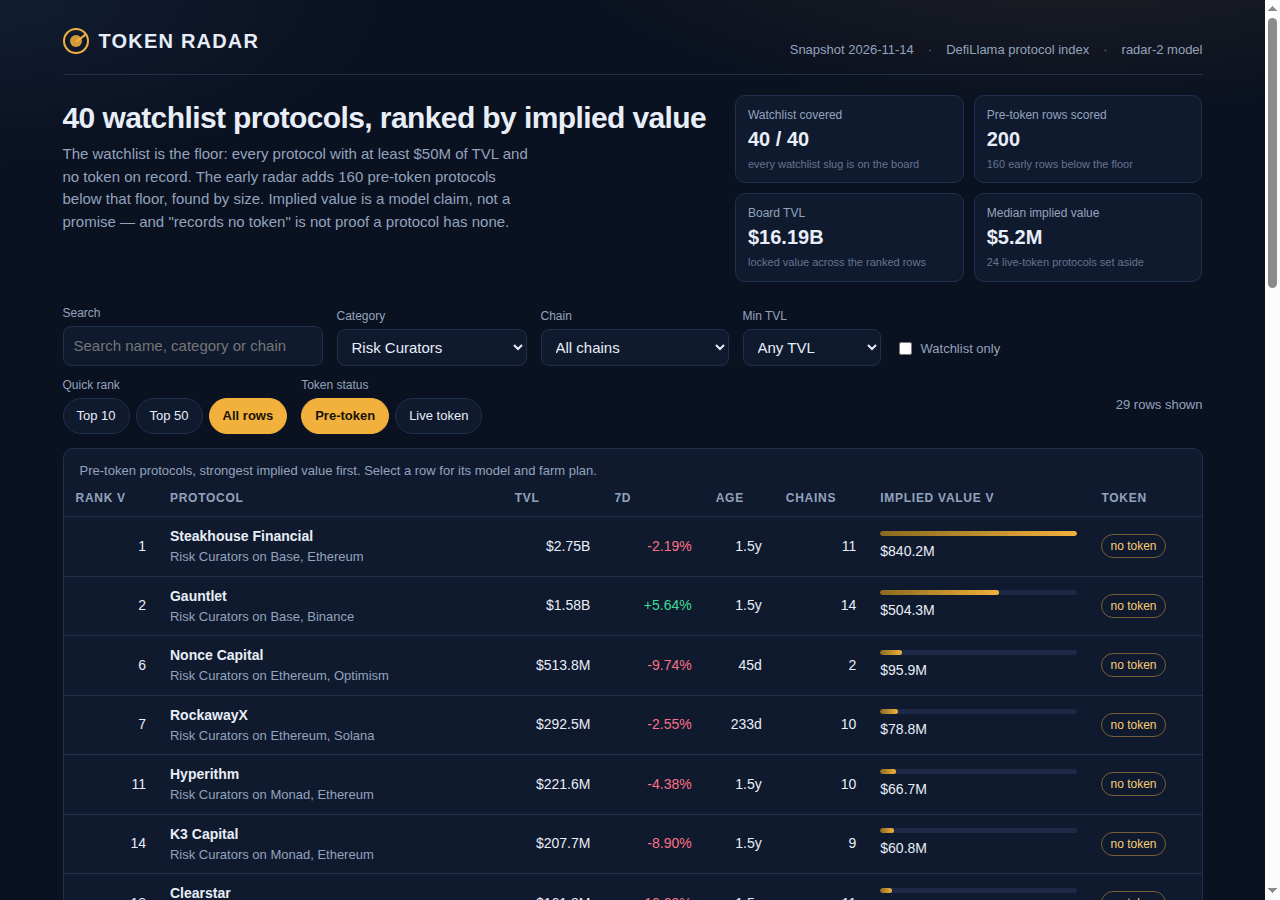 TOKEN RADAR
Snapshot 2026-11-14 · DefiLlama protocol index · radar-2 model
40 watchlist protocols, ranked by implied value
The watchlist is the floor: every protocol with at least $50M of TVL and
no token on record. The early radar adds 160 pre-token protocols
below that floor, found by size. Implied value is a model claim, not a
promise — and "records no token" is not proof a protocol has none.
Watchlist covered
40 / 40
every watchlist slug is on the board
Pre-token rows scored
200
160 early rows below the floor
Board TVL
$16.19B
locked value across the ranked rows
Median implied value
$5.2M
24 live-token protocols set aside
Search
Search name, category or chain
Category
Risk Curators
Chain
All chains
Min TVL
Any TVL
Watchlist only
Quick rank
Top 10 Top 50 All rows
Token status
Pre-token Live token
29 rows shown
Pre-token protocols, strongest implied value first. Select a row for its model and farm plan.
RANK V PROTOCOL TVL 7D AGE CHAINS IMPLIED VALUE V TOKEN
1 Steakhouse Financial $2.75B -2.19% 1.5y 11 $840.2M no token
Risk Curators on Base, Ethereum
2 Gauntlet $1.58B +5.64% 1.5y 14 $504.3M no token
Risk Curators on Base, Binance
6 Nonce Capital $513.8M -9.74% 45d 2 $95.9M no token
Risk Curators on Ethereum, Optimism
7 RockawayX $292.5M -2.55% 233d 10 $78.8M no token
Risk Curators on Ethereum, Solana
11 Hyperithm $221.6M -4.38% 1.5y 10 $66.7M no token
Risk Curators on Monad, Ethereum
14 K3 Capital $207.7M -8.90% 1.5y 9 $60.8M no token
Risk Curators on Monad, Ethereum
Clearstar